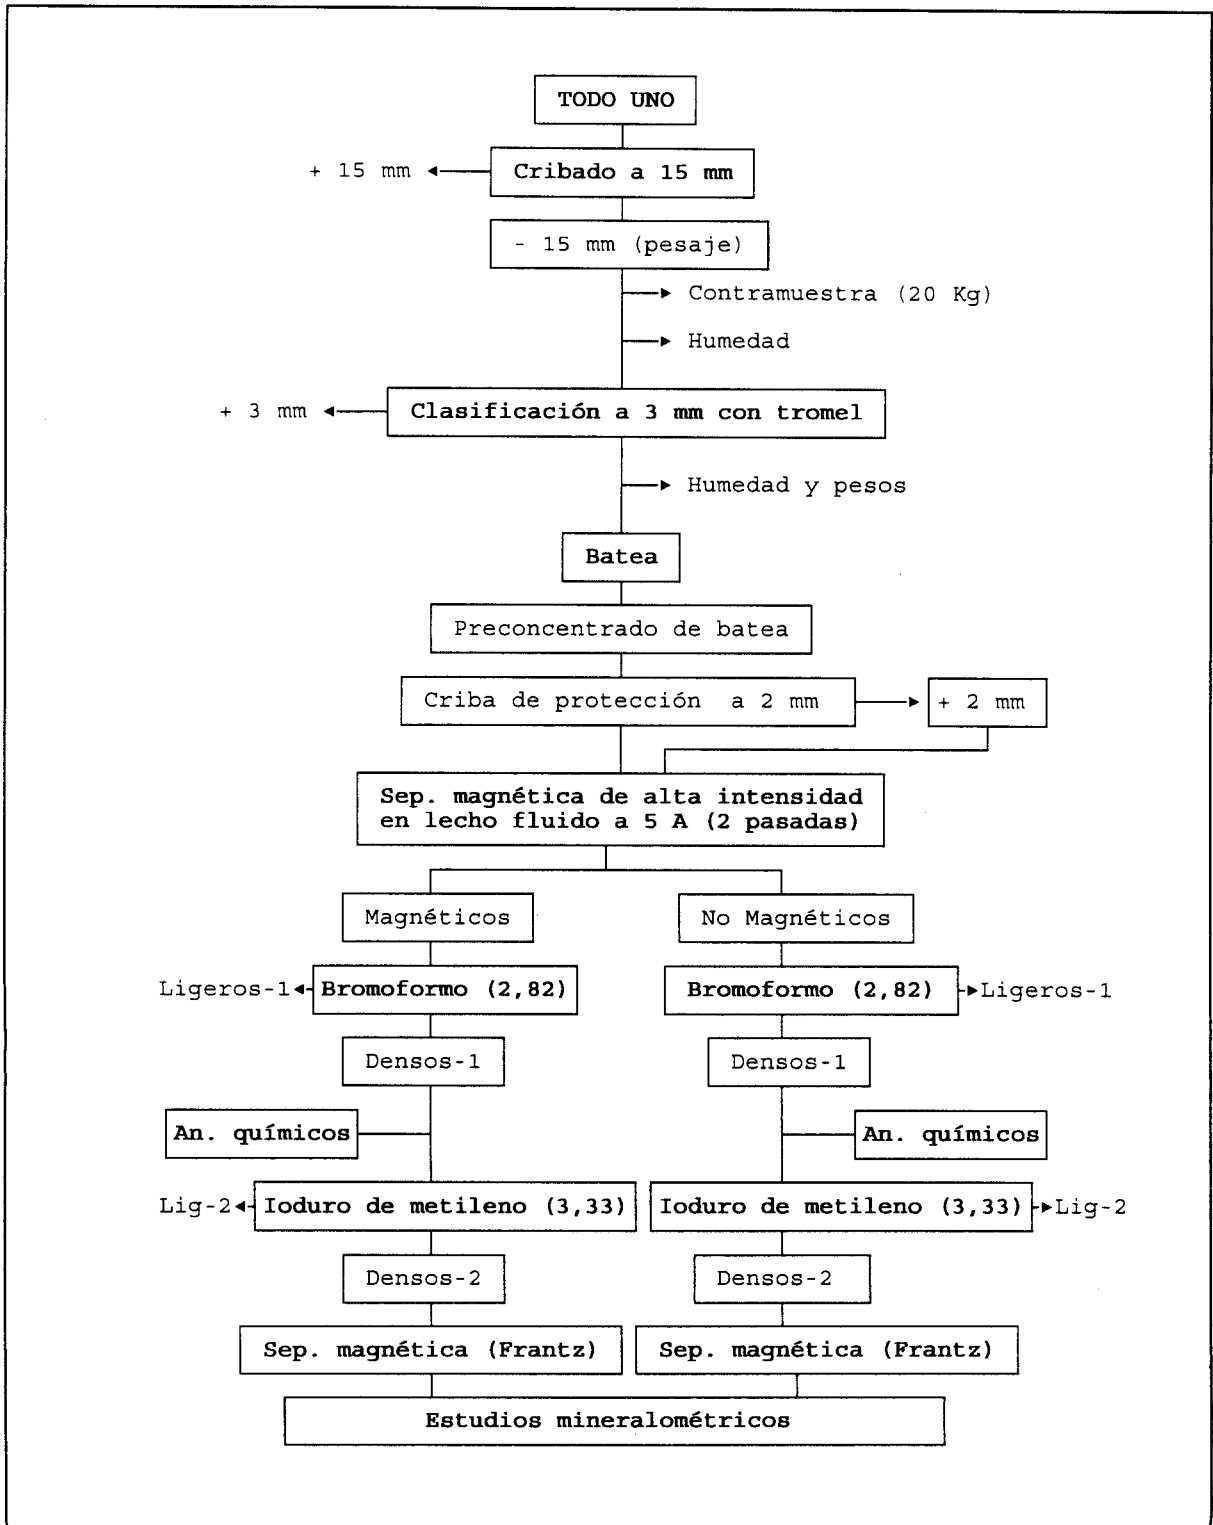 TODO UNO
+ 15 mm
Cribado a 15 mm
- 15 mm (pesaje)
Contramuestra (20 Kg)
Humedad
+ 3 mm
Clasificación a 3 mm con tromel
Humedad y pesos
Batea
Preconcentrado de batea
Criba de protección a 2 mm
+ 2 mm
Sep. magnética de alta intensidad
en lecho fluido a 5 A (2 pasadas)
Magnéticos
No Magnéticos
Ligeros-1
Bromoformo (2,82)
Bromoformo (2,82)
Ligeros-1
Densos-1
Densos-1
An. químicos
An. químicos
Lig-2
Ioduro de metileno (3,33)
Ioduro de metileno (3,33)
Lig-2
Densos-2
Densos-2
Sep. magnética (Frantz)
Sep. magnética (Frantz)
Estudios mineralométricos